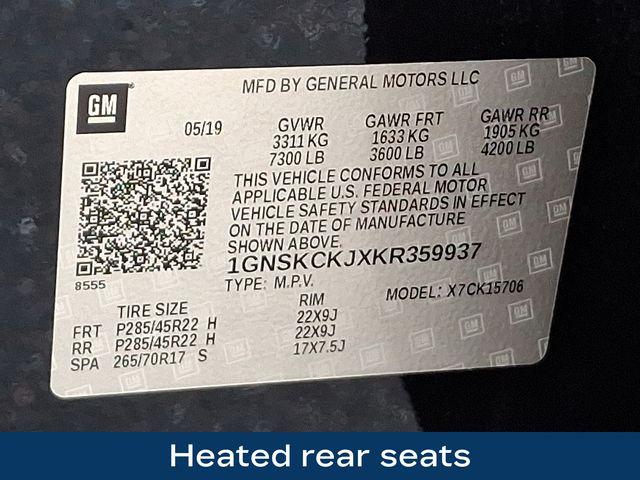 MFD BY GENERAL MOTORS LLC
GM
05/19 GVWR GAWR FRT GAWR RR
3311 KG 1633 KG 1905 KG
7300 LB 3600 LB 4200 LB
THIS VEHICLE CONFORMS TO ALL
APPLICABLE U.S. FEDERAL MOTOR
VEHICLE SAFETY STANDARDS IN EFFECT
ON THE DATE OF MANUFACTURE
SHOWN ABOVE.
1GNSKCKJXKR359937
8555
TYPE: M.P.V. MODEL: X7CK15706
TIRE SIZE RIM
FRT P285/45R22 H 22X9J
RR P285/45R22 H 22X9J
SPA 265/70R17 S 17X7.5J
Heated rear seats